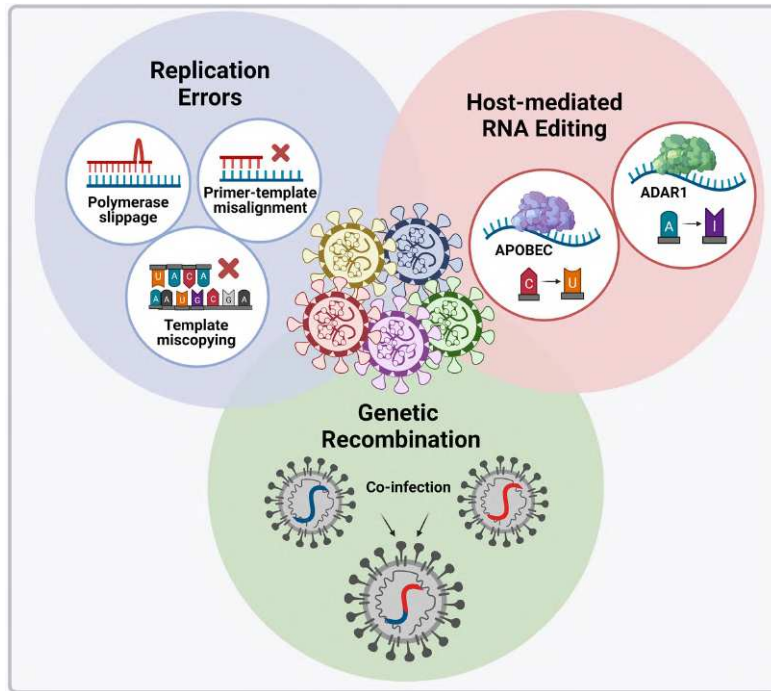 Replication
Errors
Polymerase
slippage
Primer-template
misalignment
U A C A
A A U G C G A
Template
miscopying
Host-mediated
RNA Editing
ADAR1
A I
APOBEC
C U
Genetic
Recombination
Co-infection